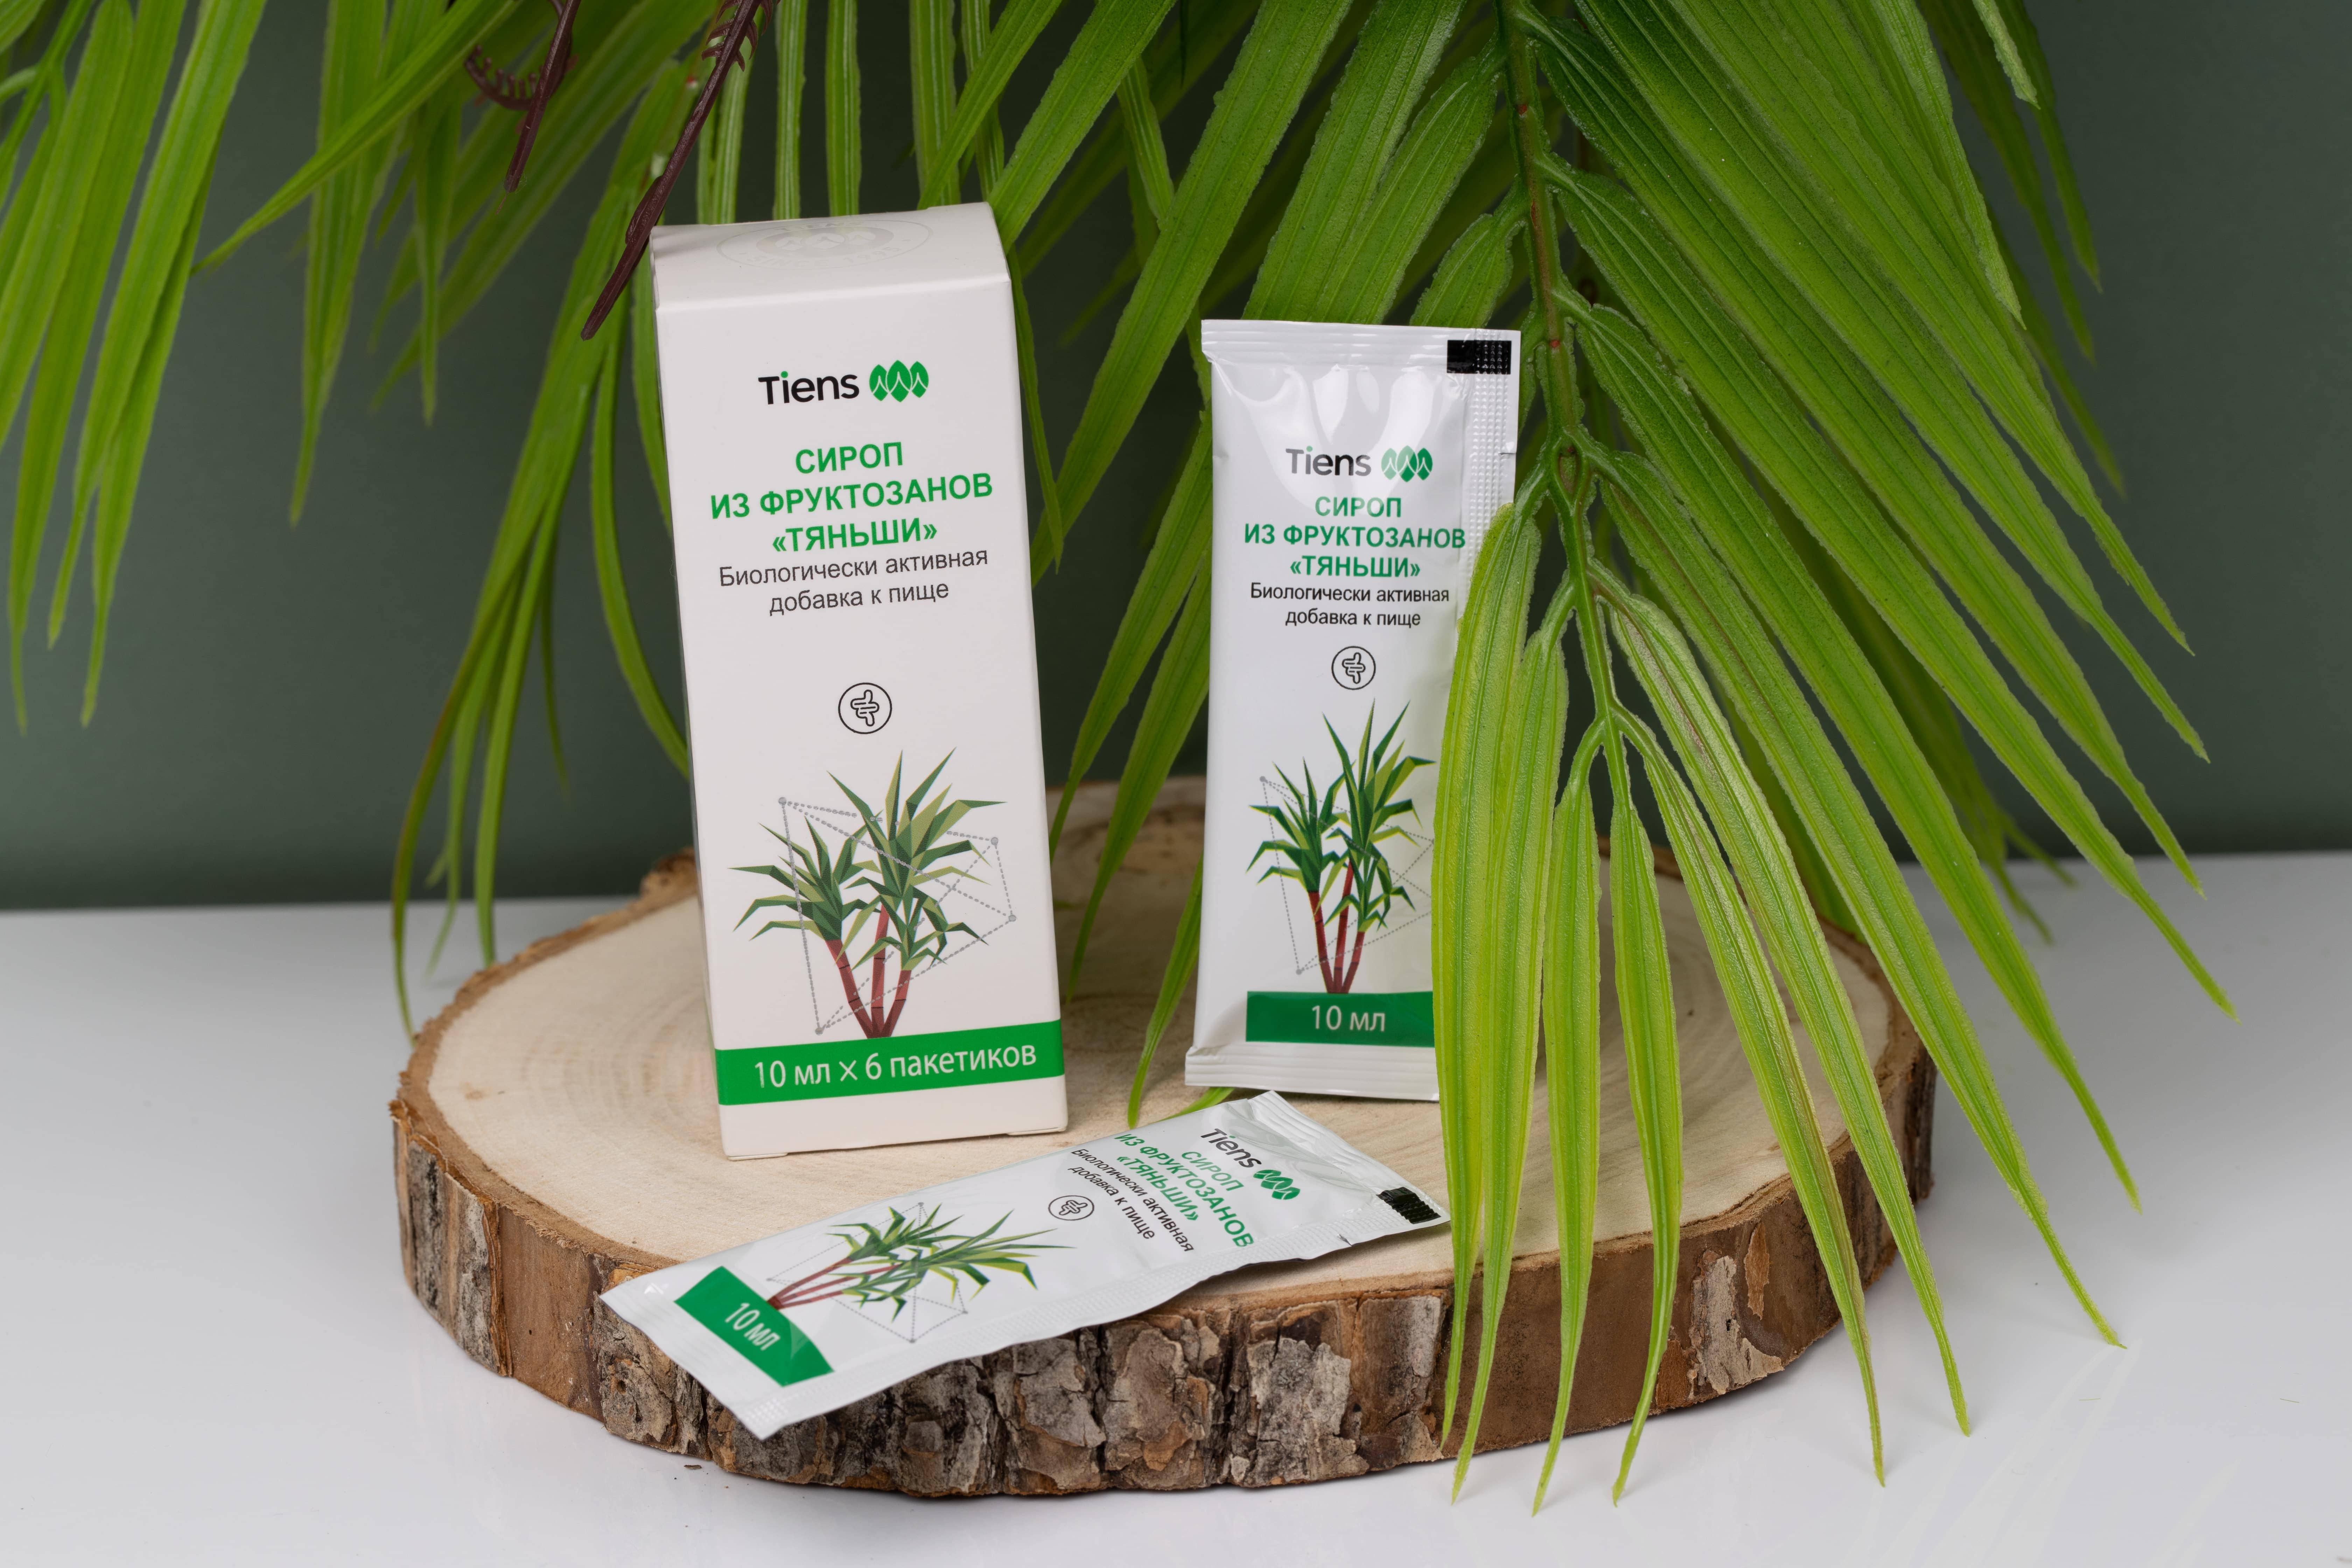 Tiens
СИРОП
ИЗ ФРУКТОЗАНОВ
«ТЯНЬШИ»
Биологически активная
добавка к пище
10 мл × 6 пакетиков
Tiens
СИРОП
ИЗ ФРУКТОЗАНОВ
«ТЯНЬШИ»
Биологически активная
добавка к пище
10 мл
Tiens
СИРОП
ИЗ ФРУКТОЗАНОВ
«ТЯНЬШИ»
Биологически активная
добавка к пище
10 мл